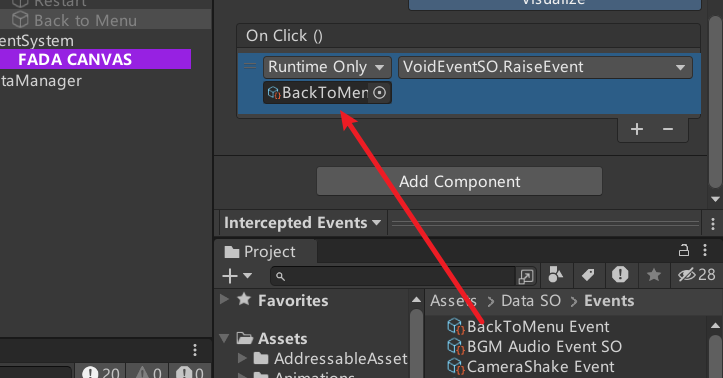 Restart
Back to Menu
FADA CANVAS
Visualize
On Click ()
Runtime Only
VoidEventSO.RaiseEvent
BackToMen
Add Component
Intercepted Events
Project
28
Favorites
Assets
AddressableAsset
Animations
Assets > Data SO > Events
BackToMenu Event
BGM Audio Event SO
CameraShake Event
20
0
0